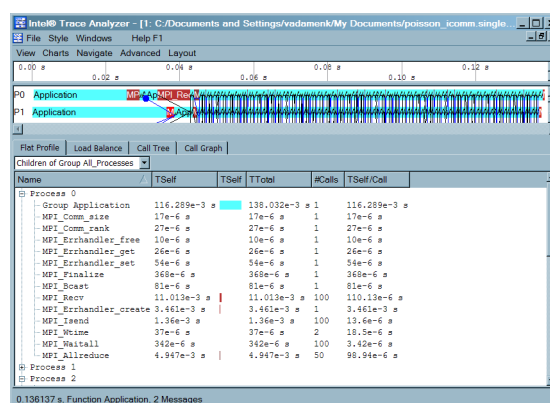 Intel® Trace Analyzer - [1: C:/Documents and Settings/vadamenk/My Documents/poisson_icomm.single....
File Style Windows Help F1
View Charts Navigate Advanced Layout
0.00 s 0.04 s 0.08 s 0.12 s
0.02 s 0.06 s 0.10 s
P0 Application MPI Ap MPI_Re
P1 Application App
Flat Profile Load Balance Call Tree Call Graph
Children of Group All_Processes
Name TSelf TSelf TTotal #Calls TSelf/Call
Process 0
Group Application 116.289e-3 s 138.032e-3 s 1 116.289e-3 s
MPI_Comm_size 17e-6 s 17e-6 s 1 17e-6 s
MPI_Comm_rank 27e-6 s 27e-6 s 1 27e-6 s
MPI_Errhandler_free 10e-6 s 10e-6 s 1 10e-6 s
MPI_Errhandler_get 26e-6 s 26e-6 s 1 26e-6 s
MPI_Errhandler_set 54e-6 s 54e-6 s 1 54e-6 s
MPI_Finalize 368e-6 s 368e-6 s 1 368e-6 s
MPI_Bcast 81e-6 s 81e-6 s 1 81e-6 s
MPI_Recv 11.013e-3 s 11.013e-3 s 100 110.13e-6 s
MPI_Errhandler_create 3.461e-3 s 3.461e-3 s 1 3.461e-3 s
MPI_Isend 1.36e-3 s 1.36e-3 s 100 13.6e-6 s
MPI_Wtime 37e-6 s 37e-6 s 2 18.5e-6 s
MPI_Waitall 342e-6 s 342e-6 s 100 3.42e-6 s
MPI_Allreduce 4.947e-3 s 4.947e-3 s 50 98.94e-6 s
Process 1
Process 2
0.136137 s, Function Application, 2 Messages